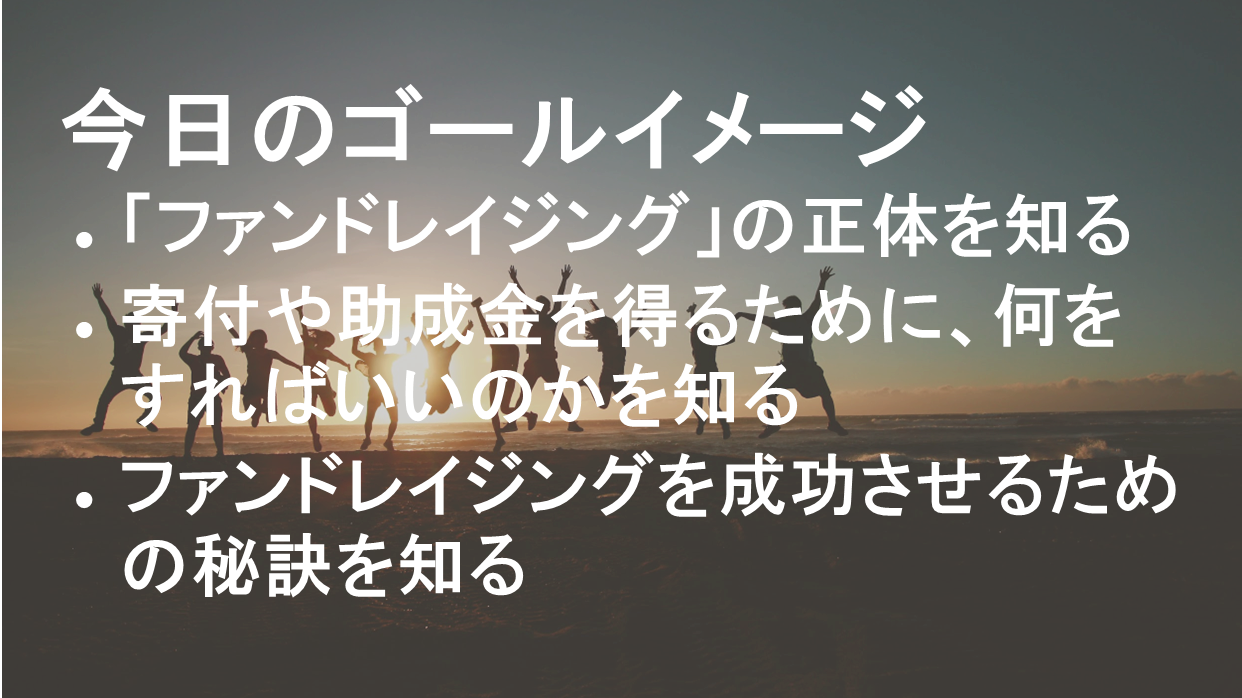 今日のゴールイメージ
• 「ファンドレイジング」の正体を知る
• 寄付や助成金を得るために、何を
すればいいのかを知る
• ファンドレイジングを成功させるため
の秘訣を知る